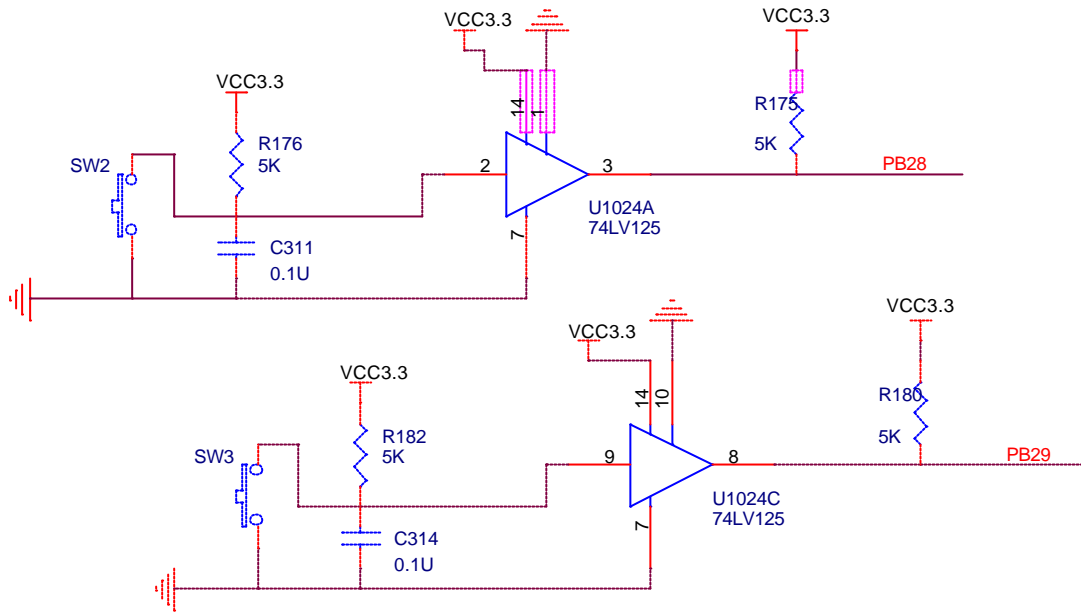 VCC3.3
VCC3.3
VCC3.3
14
1
R176
5K
R175
5K
SW2
2
3
PB28
U1024A
74LV125
7
C311
0.1U
VCC3.3
VCC3.3
VCC3.3
14
10
R182
5K
R180
5K
SW3
9
8
PB29
U1024C
74LV125
7
C314
0.1U